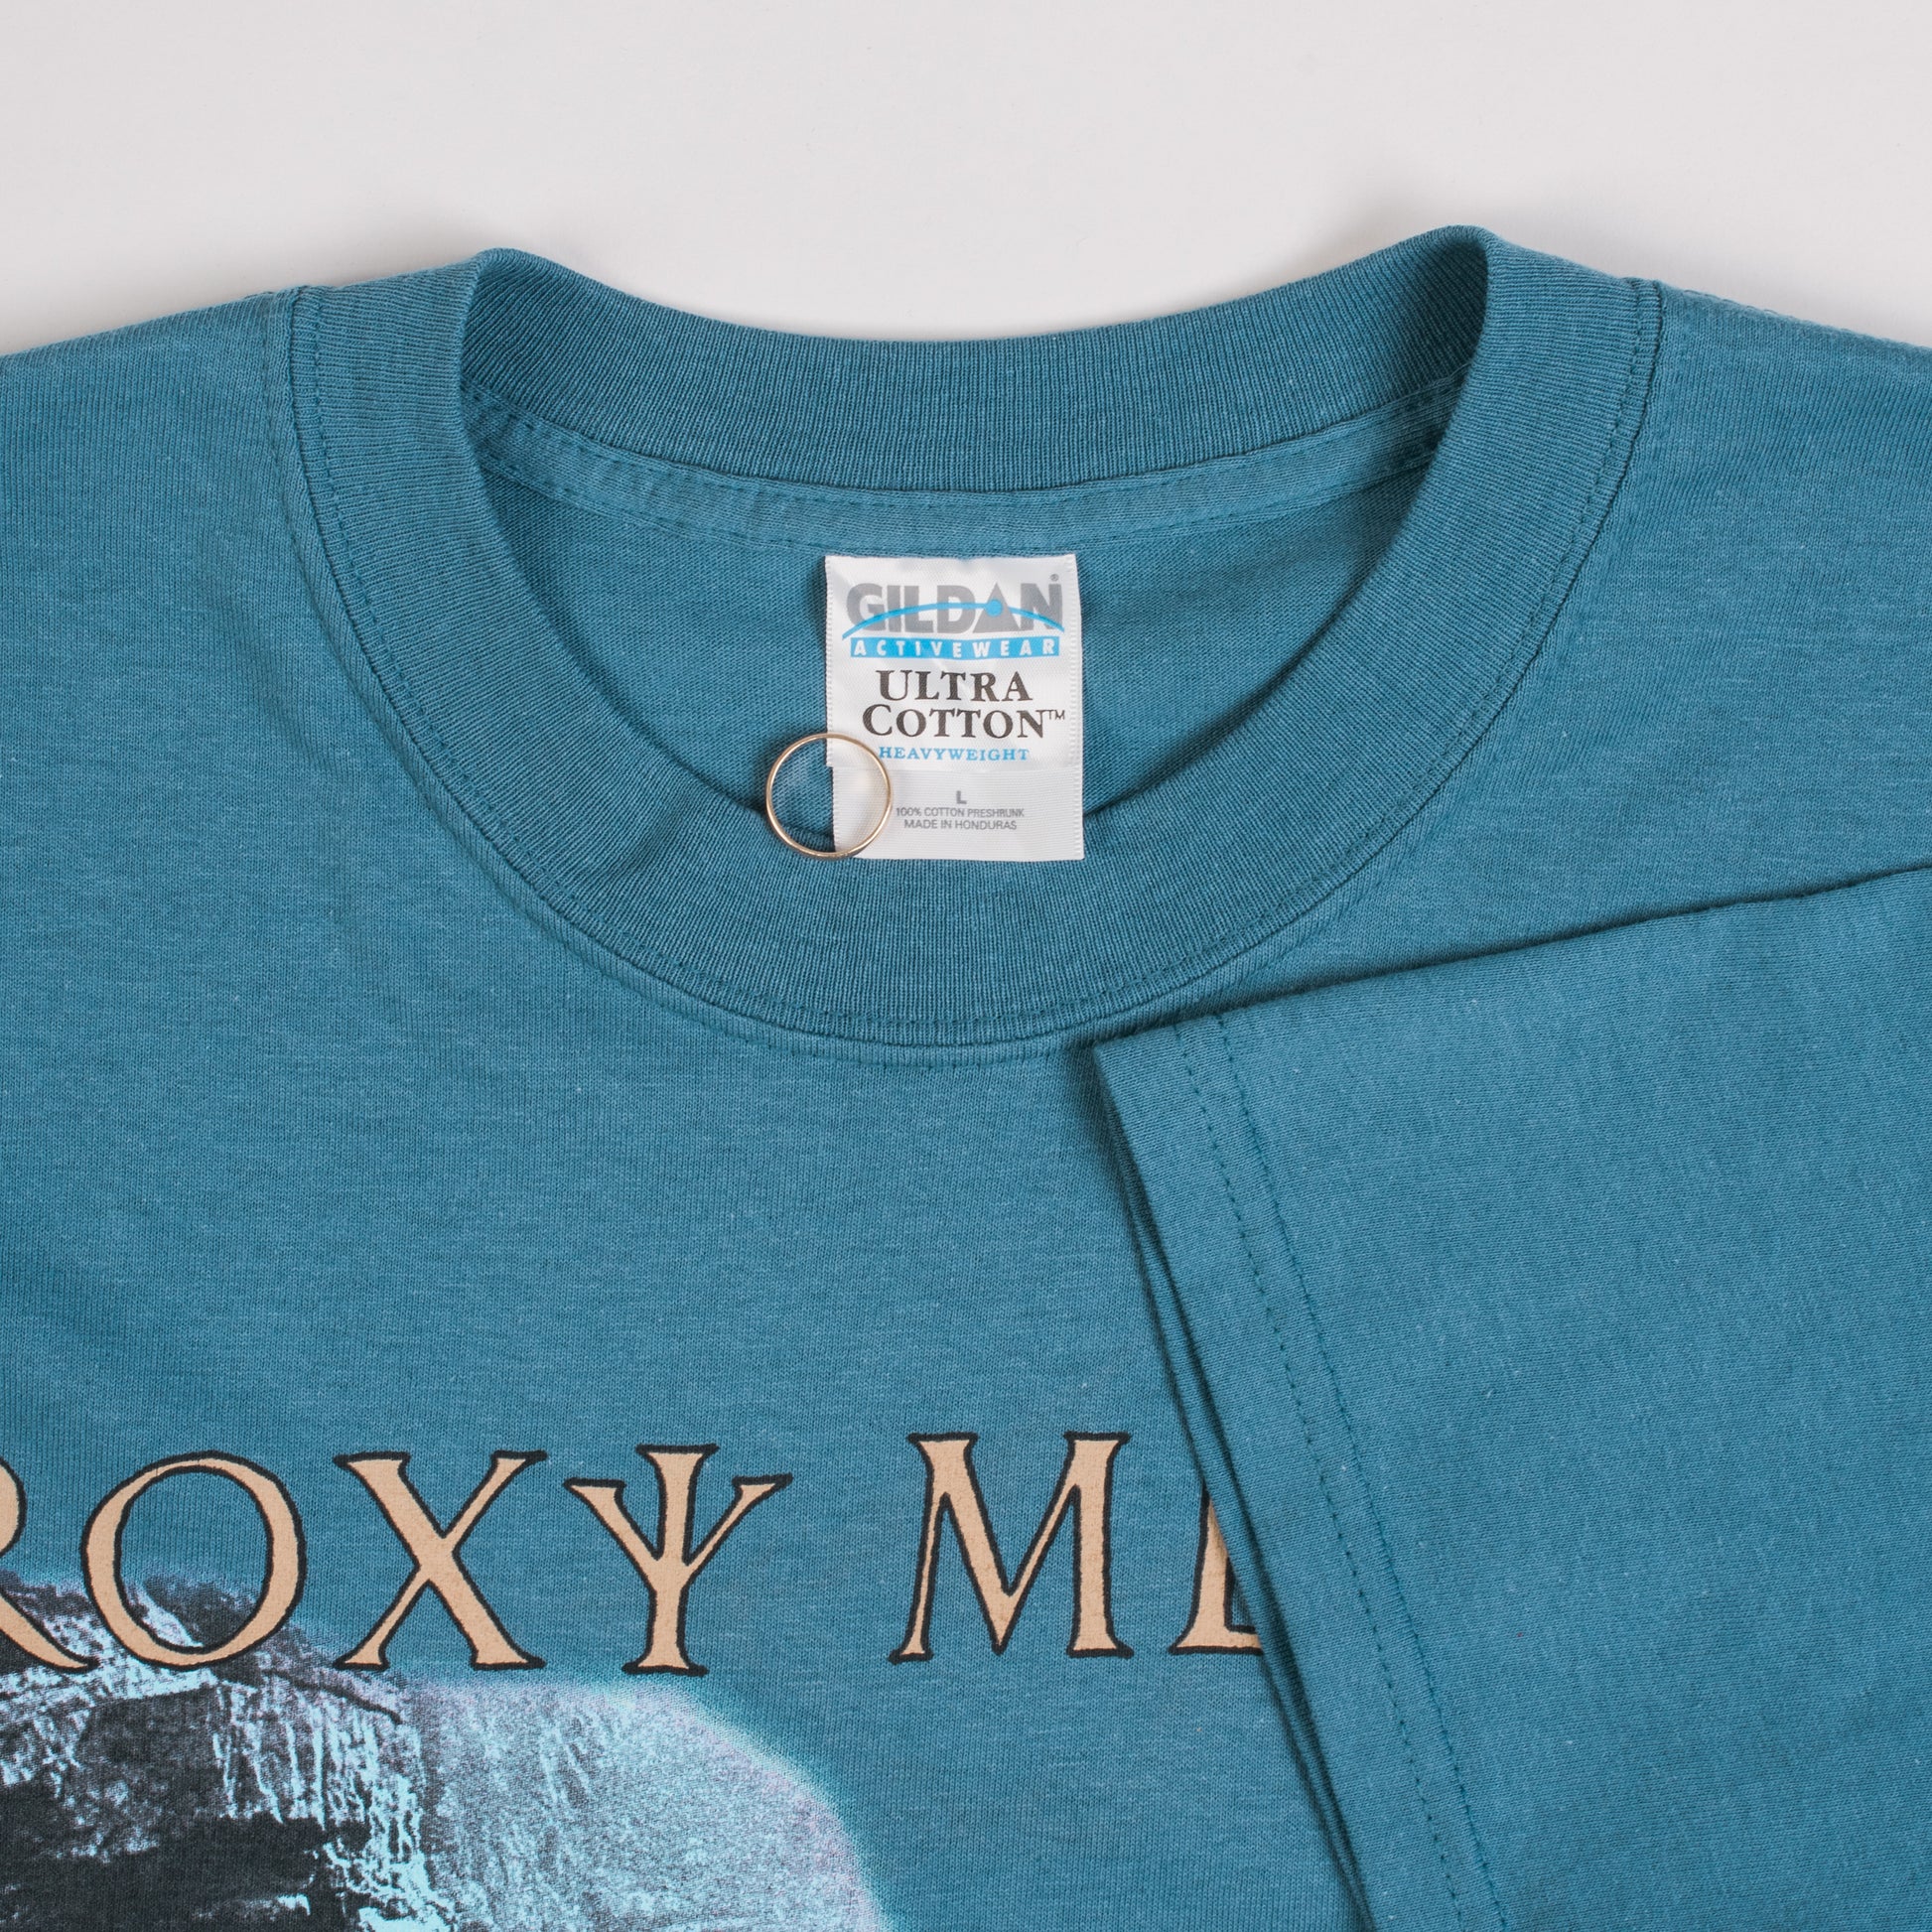 GILDAN®
ACTIVEWEAR
ULTRA
COTTON™
HEAVYWEIGHT
L
100% COTTON PRESHRUNK
MADE IN HONDURAS
ROXY M